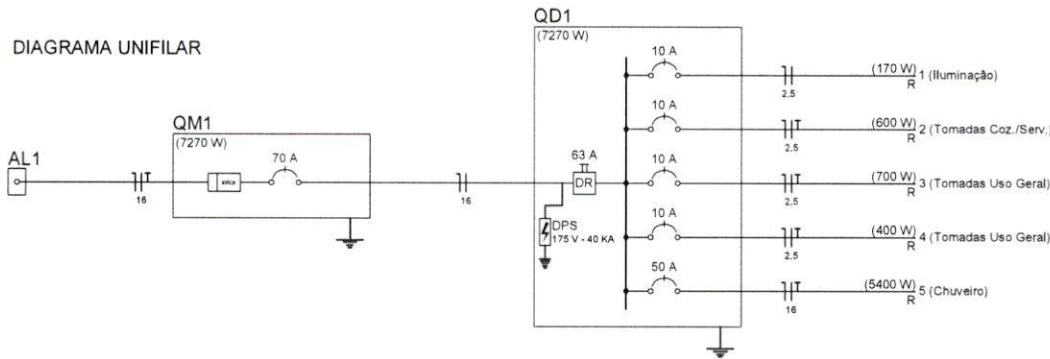 DIAGRAMA UNIFILAR
AL1
16
QM1
(7270 W)
70 A
16
QD1
(7270 W)
63 A
DR
DPS
175 V - 40 KA
10 A
2,5
(170 W)
R
1 (Iluminação)
10 A
2,5
(600 W)
R
2 (Tomadas Coz./Serv.)
10 A
2,5
(700 W)
R
3 (Tomadas Uso Geral)
10 A
2,5
(400 W)
R
4 (Tomadas Uso Geral)
50 A
16
(5400 W)
R
5 (Chuveiro)